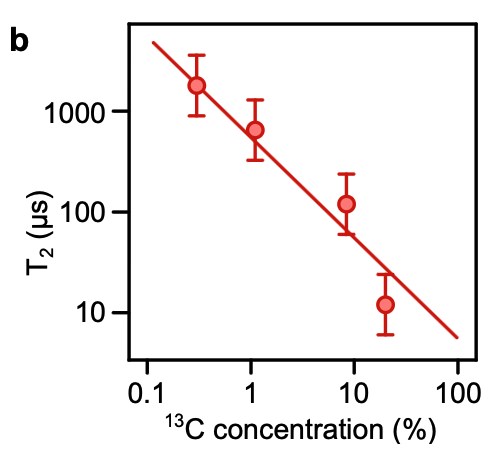 b
T₂ (µs)
1000
100
10
0.1 1 10 100
¹³C concentration (%)